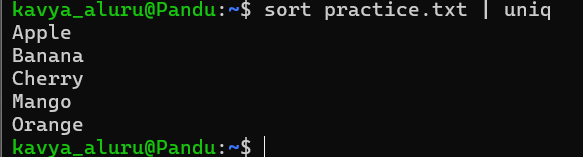 kavya_aluru@Pandu:~$ sort practice.txt | uniq
Apple
Banana
Cherry
Mango
Orange
kavya_aluru@Pandu:~$